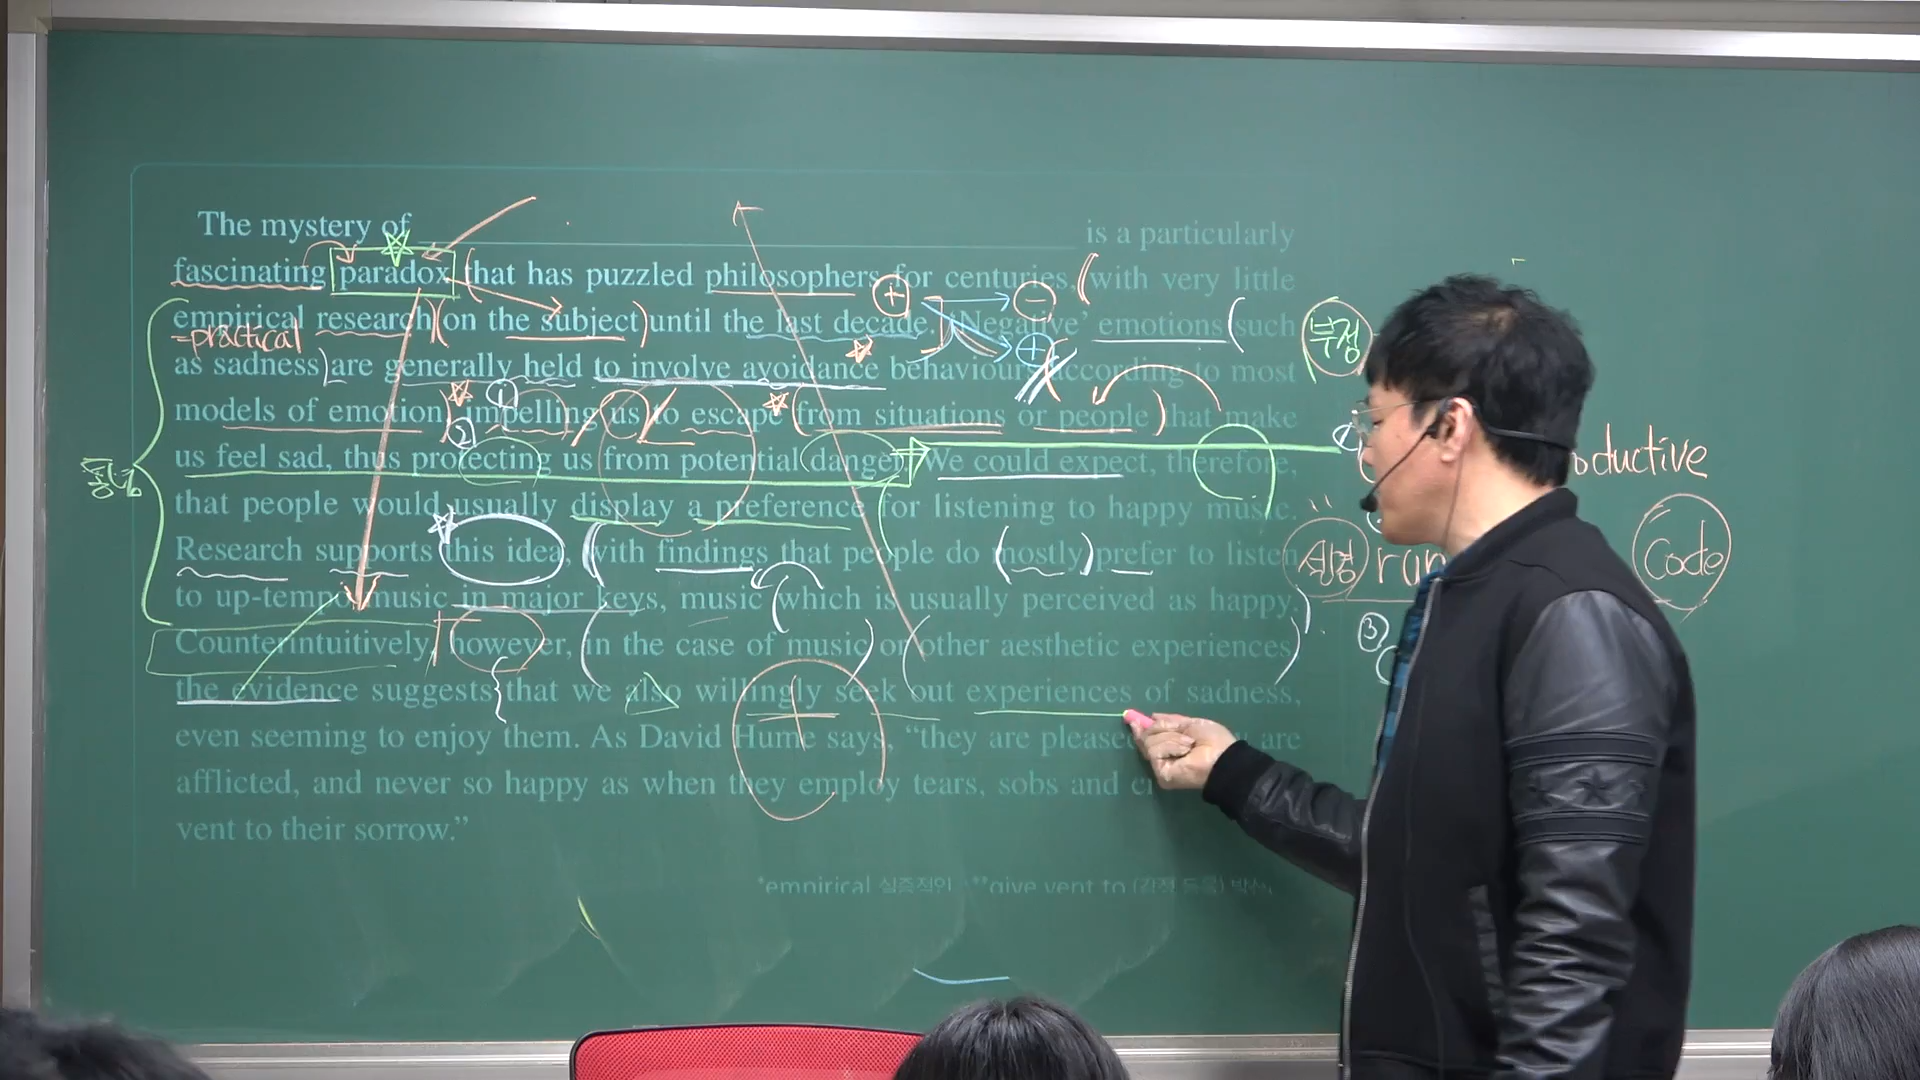 The mystery of is a particularly
fascinating paradox that has puzzled philosophers for centuries, with very little
empirical research on the subject until the last decade. 'Negative' emotions (such
=practical
as sadness) are generally held to involve avoidance behaviours according to most
models of emotion, impelling us to escape from situations or people that make
us feel sad, thus protecting us from potential danger. We could expect, therefore,
that people would usually display a preference for listening to happy music.
Research supports this idea, with findings that people do mostly prefer to listen
to up-tempo music in major keys, music which is usually perceived as happy.
Counterintuitively, however, in the case of music or other aesthetic experiences,
the evidence suggests that we also willingly seek out experiences of sadness,
even seeming to enjoy them. As David Hume says, “they are pleased are
afflicted, and never so happy as when they employ tears, sobs and
vent to their sorrow.”
*empirical 실증적인 **give vent to
부정
통념
oductive
run
Code
①
②
③